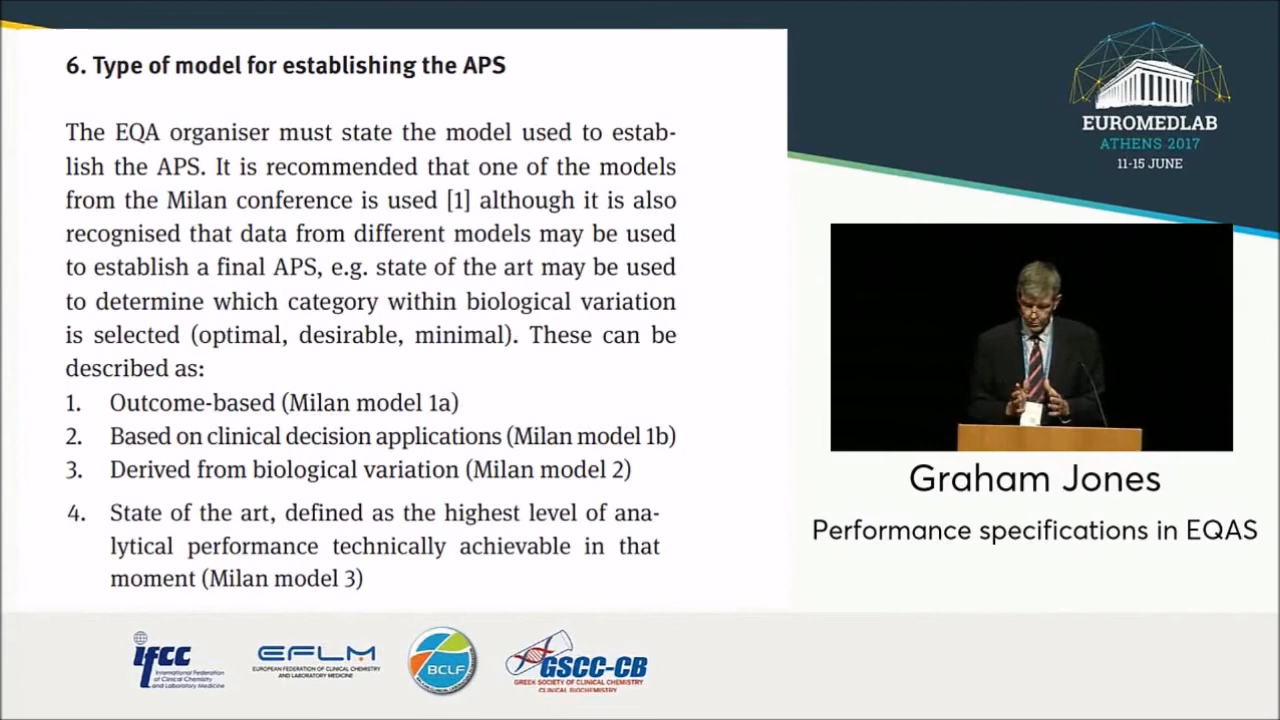 6. Type of model for establishing the APS
The EQA organiser must state the model used to estab-
lish the APS. It is recommended that one of the models
from the Milan conference is used [1] although it is also
recognised that data from different models may be used
to establish a final APS, e.g. state of the art may be used
to determine which category within biological variation
is selected (optimal, desirable, minimal). These can be
described as:
1. Outcome-based (Milan model 1a)
2. Based on clinical decision applications (Milan model 1b)
3. Derived from biological variation (Milan model 2)
4. State of the art, defined as the highest level of ana-
lytical performance technically achievable in that
moment (Milan model 3)
EUROMEDLAB
ATHENS 2017
11-15 JUNE
Graham Jones
Performance specifications in EQAS
ifcc
International Federation
of Clinical Chemistry
and Laboratory Medicine
EFLM
EUROPEAN FEDERATION OF CLINICAL CHEMISTRY
AND LABORATORY MEDICINE
BCLF
GSCC-CB
GREEK SOCIETY OF CLINICAL CHEMISTRY
CLINICAL BIOCHEMISTRY